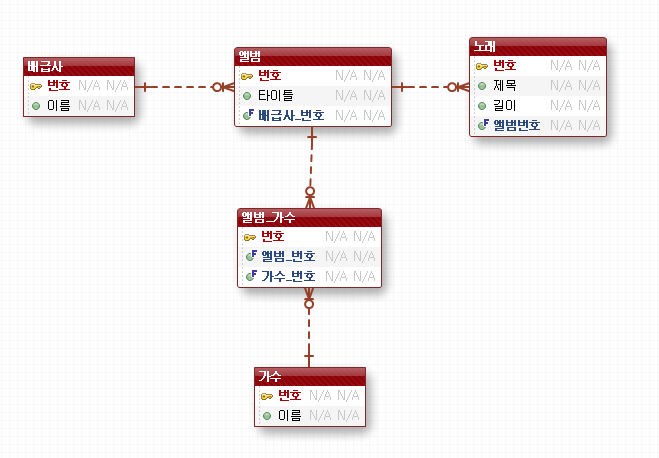 배급사
번호 N/A N/A
이름 N/A N/A
앨범
번호 N/A N/A
타이틀 N/A N/A
배급사_번호 N/A N/A
노래
번호 N/A N/A
제목 N/A N/A
길이 N/A N/A
앨범번호 N/A N/A
앨범_가수
번호 N/A N/A
앨범_번호 N/A N/A
가수_번호 N/A N/A
가수
번호 N/A N/A
이름 N/A N/A